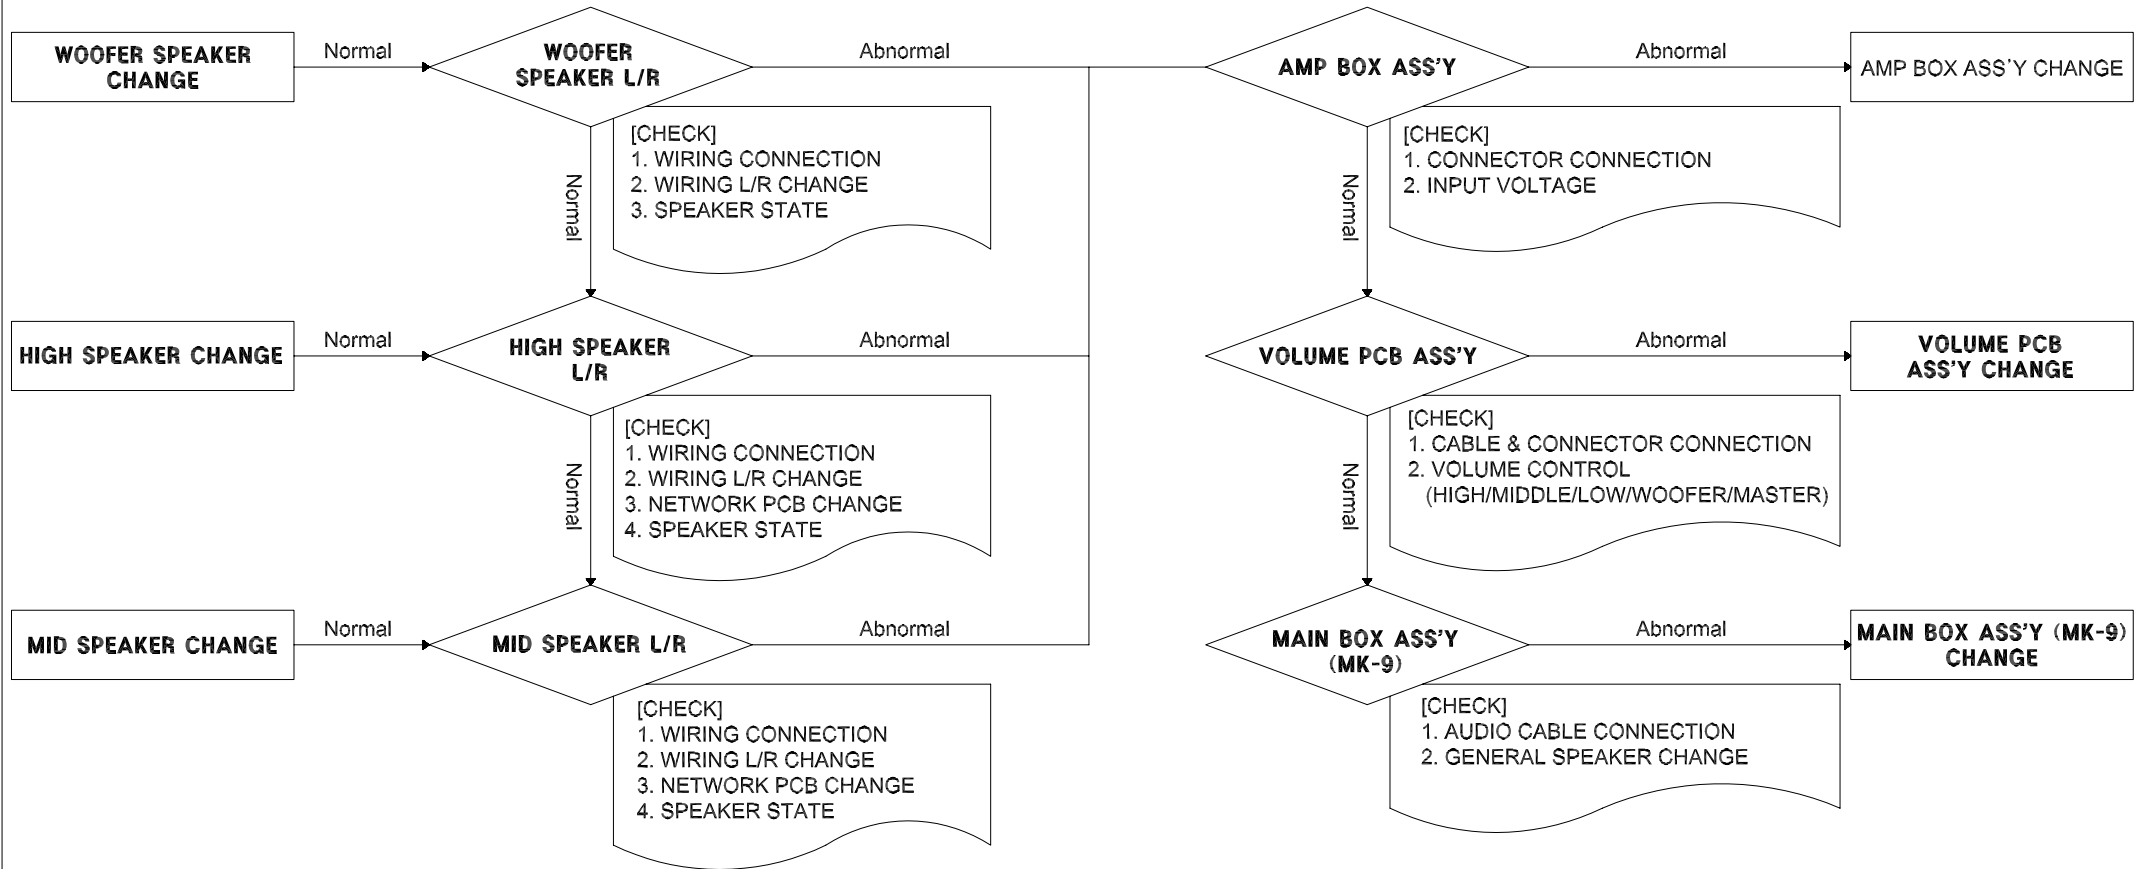 WOOFER SPEAKER
CHANGE
Normal
WOOFER
SPEAKER L/R
Abnormal
AMP BOX ASS'Y
Abnormal
AMP BOX ASS'Y CHANGE
[CHECK]
1. WIRING CONNECTION
2. WIRING L/R CHANGE
3. SPEAKER STATE
Normal
[CHECK]
1. CONNECTOR CONNECTION
2. INPUT VOLTAGE
Normal
HIGH SPEAKER CHANGE
Normal
HIGH SPEAKER
L/R
Abnormal
VOLUME PCB ASS'Y
Abnormal
VOLUME PCB
ASS'Y CHANGE
[CHECK]
1. WIRING CONNECTION
2. WIRING L/R CHANGE
3. NETWORK PCB CHANGE
4. SPEAKER STATE
Normal
[CHECK]
1. CABLE & CONNECTOR CONNECTION
2. VOLUME CONTROL
(HIGH/MIDDLE/LOW/WOOFER/MASTER)
Normal
MID SPEAKER CHANGE
Normal
MID SPEAKER L/R
Abnormal
MAIN BOX ASS'Y
(MK-9)
Abnormal
MAIN BOX ASS'Y (MK-9)
CHANGE
[CHECK]
1. WIRING CONNECTION
2. WIRING L/R CHANGE
3. NETWORK PCB CHANGE
4. SPEAKER STATE
[CHECK]
1. AUDIO CABLE CONNECTION
2. GENERAL SPEAKER CHANGE